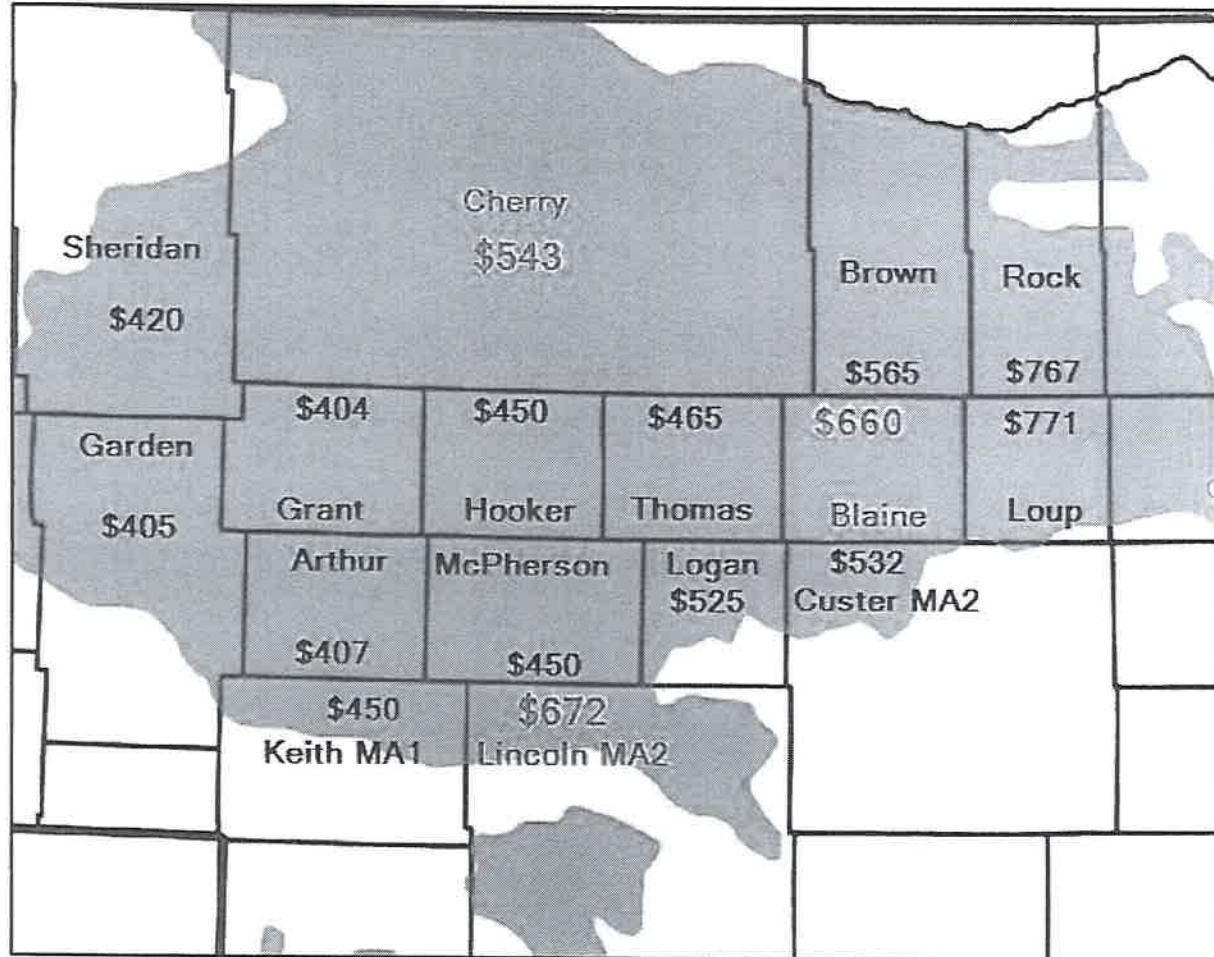 Cherry
$543
Sheridan
$420
Brown
$565
Rock
$767
Garden
$405
$404
Grant
$450
Hooker
$465
Thomas
$660
Blaine
$771
Loup
Arthur
$407
McPherson
$450
Logan
$525
$532
Custer MA2
$450
Keith MA1
$672
Lincoln MA2